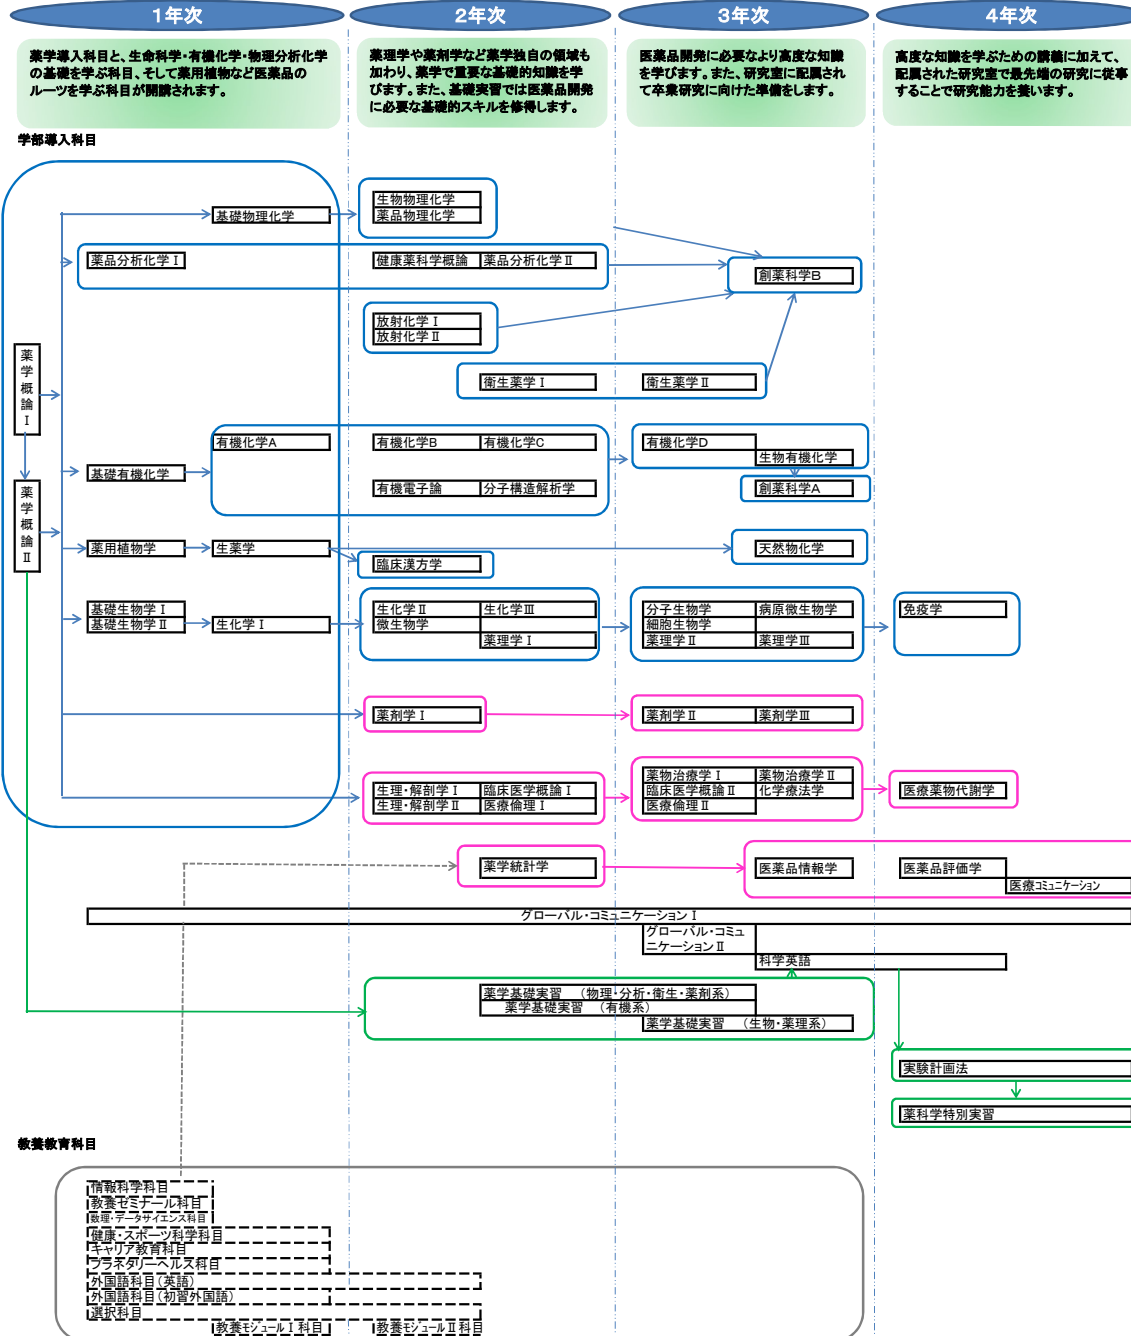 1年次
2年次
3年次
4年次
薬学導入科目と、生命科学・有機化学・物理分析化学
の基礎を学ぶ科目、そして薬用植物など医薬品の
ルーツを学ぶ科目が開講されます。
薬理学や薬剤学など薬学独自の領域も
加わり、薬学で重要な基礎的知識を学
びます。また、基礎実習では医薬品開発
に必要な基礎的スキルを修得します。
医薬品開発に必要なより高度な知識
を学びます。また、研究室に配属され
て卒業研究に向けた準備をします。
高度な知識を学ぶための講義に加えて、
配属された研究室で最先端の研究に従事
することで研究能力を養います。
学部導入科目
生物物理化学
基礎物理化学
薬品物理化学
薬品分析化学Ⅰ
健康薬科学概論
薬品分析化学Ⅱ
創薬科学B
放射化学Ⅰ
放射化学Ⅱ
薬学概論Ⅰ
衛生薬学Ⅰ
衛生薬学Ⅱ
有機化学A
有機化学B
有機化学C
有機化学D
生物有機化学
基礎有機化学
薬学概論Ⅱ
有機電子論
分子構造解析学
創薬科学A
薬用植物学
生薬学
天然物化学
臨床漢方学
基礎生物学Ⅰ
基礎生物学Ⅱ
生化学Ⅰ
生化学Ⅱ
生化学Ⅲ
微生物学
薬理学Ⅰ
分子生物学
病原微生物学
細胞生物学
薬理学Ⅱ
薬理学Ⅲ
免疫学
薬剤学Ⅰ
薬剤学Ⅱ
薬剤学Ⅲ
生理・解剖学Ⅰ
臨床医学概論Ⅰ
生理・解剖学Ⅱ
医療倫理Ⅰ
薬物治療学Ⅰ
薬物治療学Ⅱ
臨床医学概論Ⅱ
化学療法学
医療倫理Ⅱ
医療薬物代謝学
薬学統計学
医薬品情報学
医薬品評価学
医療コミュニケーション
グローバル・コミュニケーションⅠ
グローバル・コミュ
ニケーションⅡ
科学英語
薬学基礎実習　（物理・分析・衛生・薬剤系）
薬学基礎実習　（有機系）
薬学基礎実習　（生物・薬理系）
実験計画法
薬科学特別実習
教養教育科目
情報科学科目
教養セミナール科目
数理・データサイエンス科目
健康・スポーツ科学科目
キャリア教育科目
プラネタリーヘルス科目
外国語科目（英語）
外国語科目（初習外国語）
選択科目
教養モジュールⅠ科目
教養モジュールⅡ科目